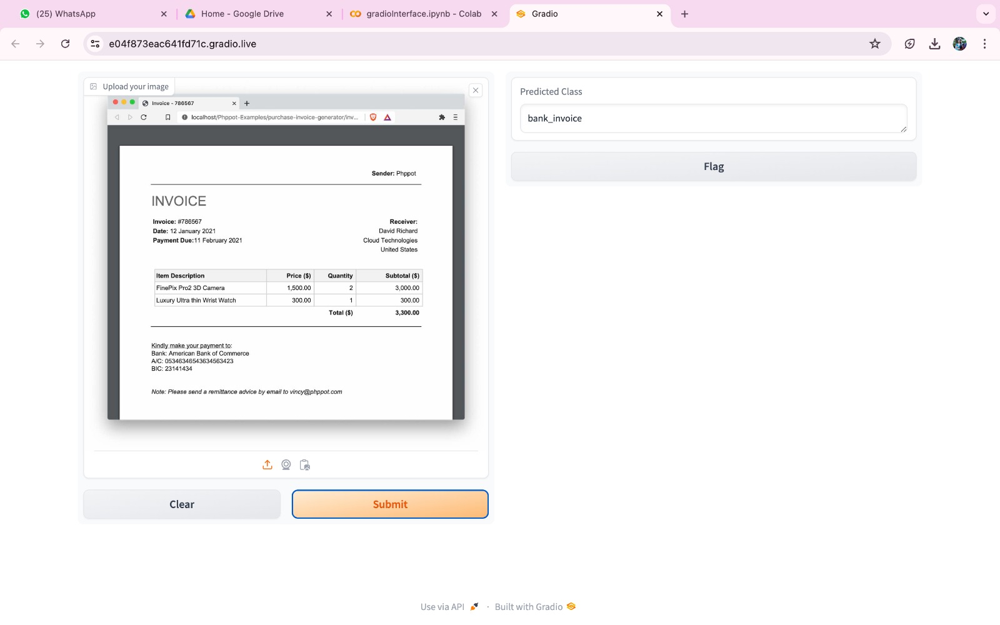 (25) WhatsApp
Home - Google Drive
gradioInterface.ipynb - Colab
Gradio
e04f873eac641fd71c.gradio.live
Upload your image
Invoice - 786567
localhost/Phppot-Examples/purchase-invoice-generator/inv...
Sender: Phppot
INVOICE
Invoice: #786567
Date: 12 January 2021
Payment Due:11 February 2021
Receiver:
David Richard
Cloud Technologies
United States
Item Description Price ($) Quantity Subtotal ($)
FinePix Pro2 3D Camera 1,500.00 2 3,000.00
Luxury Ultra thin Wrist Watch 300.00 1 300.00
Total ($) 3,300.00
Kindly make your payment to:
Bank: American Bank of Commerce
A/C: 05346346543634563423
BIC: 23141434
Note: Please send a remittance advice by email to vincy@phppot.com
Clear
Submit
Predicted Class
bank_invoice
Flag
Use via API · Built with Gradio